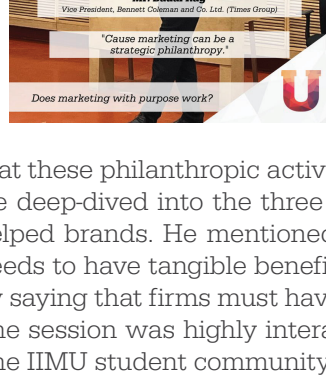 Vice President, Bennett Coleman and Co. Ltd. (Times Group)
"Cause marketing can be a
strategic philanthropy."
Does marketing with purpose work?
U
at these philanthropic activ
e deep-dived into the three
elped brands. He mentioned
eeds to have tangible benefi
y saying that firms must hav
ne session was highly intera
he IIMU student community